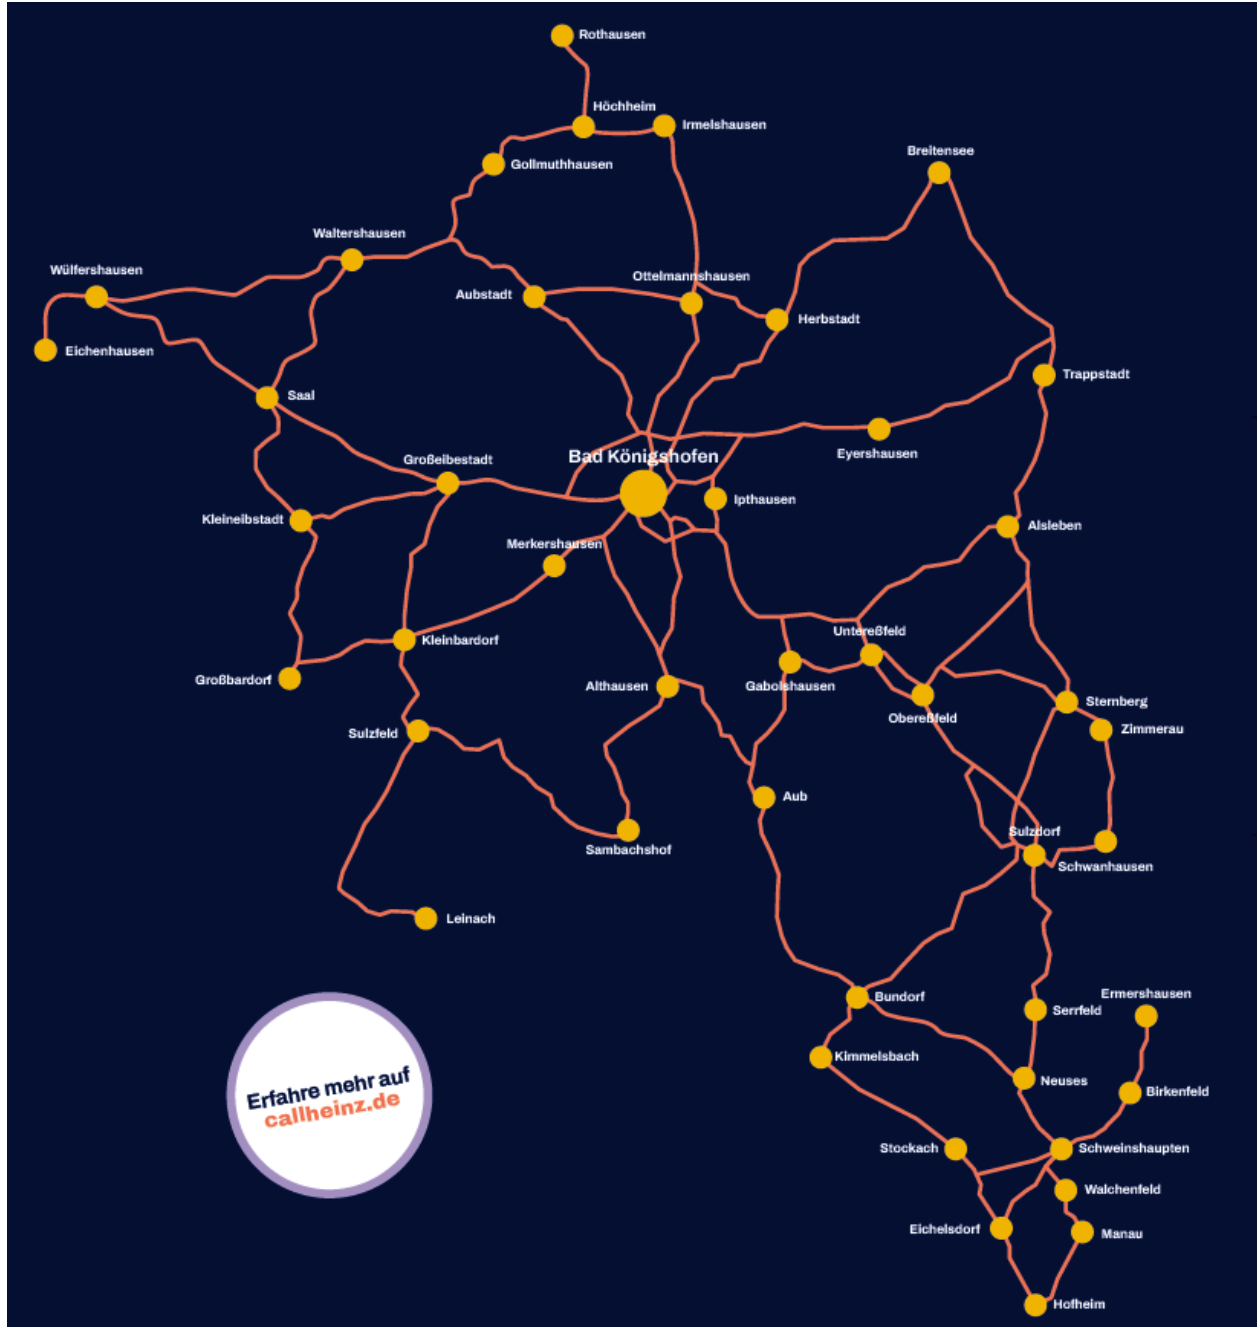 Rothausen
Höchheim
Irmelshausen
Gollmuthhausen
Breitensee
Waltershausen
Wülfershausen
Ottelmannshausen
Aubstadt
Herbstadt
Eichenhausen
Trappstadt
Saal
Eyershausen
Bad Königshofen
Großeibestadt
Ipthausen
Kleineibstadt
Alsleben
Merkershausen
Untereßfeld
Kleinbardorf
Großbardorf
Althausen
Gabolshausen
Sternberg
Obereßfeld
Zimmerau
Sulzfeld
Aub
Sulzdorf
Sambachshof
Schwanhausen
Leinach
Ermershausen
Bundorf
Serrfeld
Kimmelsbach
Neuses
Birkenfeld
Erfahre mehr auf
callheinz.de
Stockach
Schweinshaupten
Walchenfeld
Eichelsdorf
Manau
Hofheim